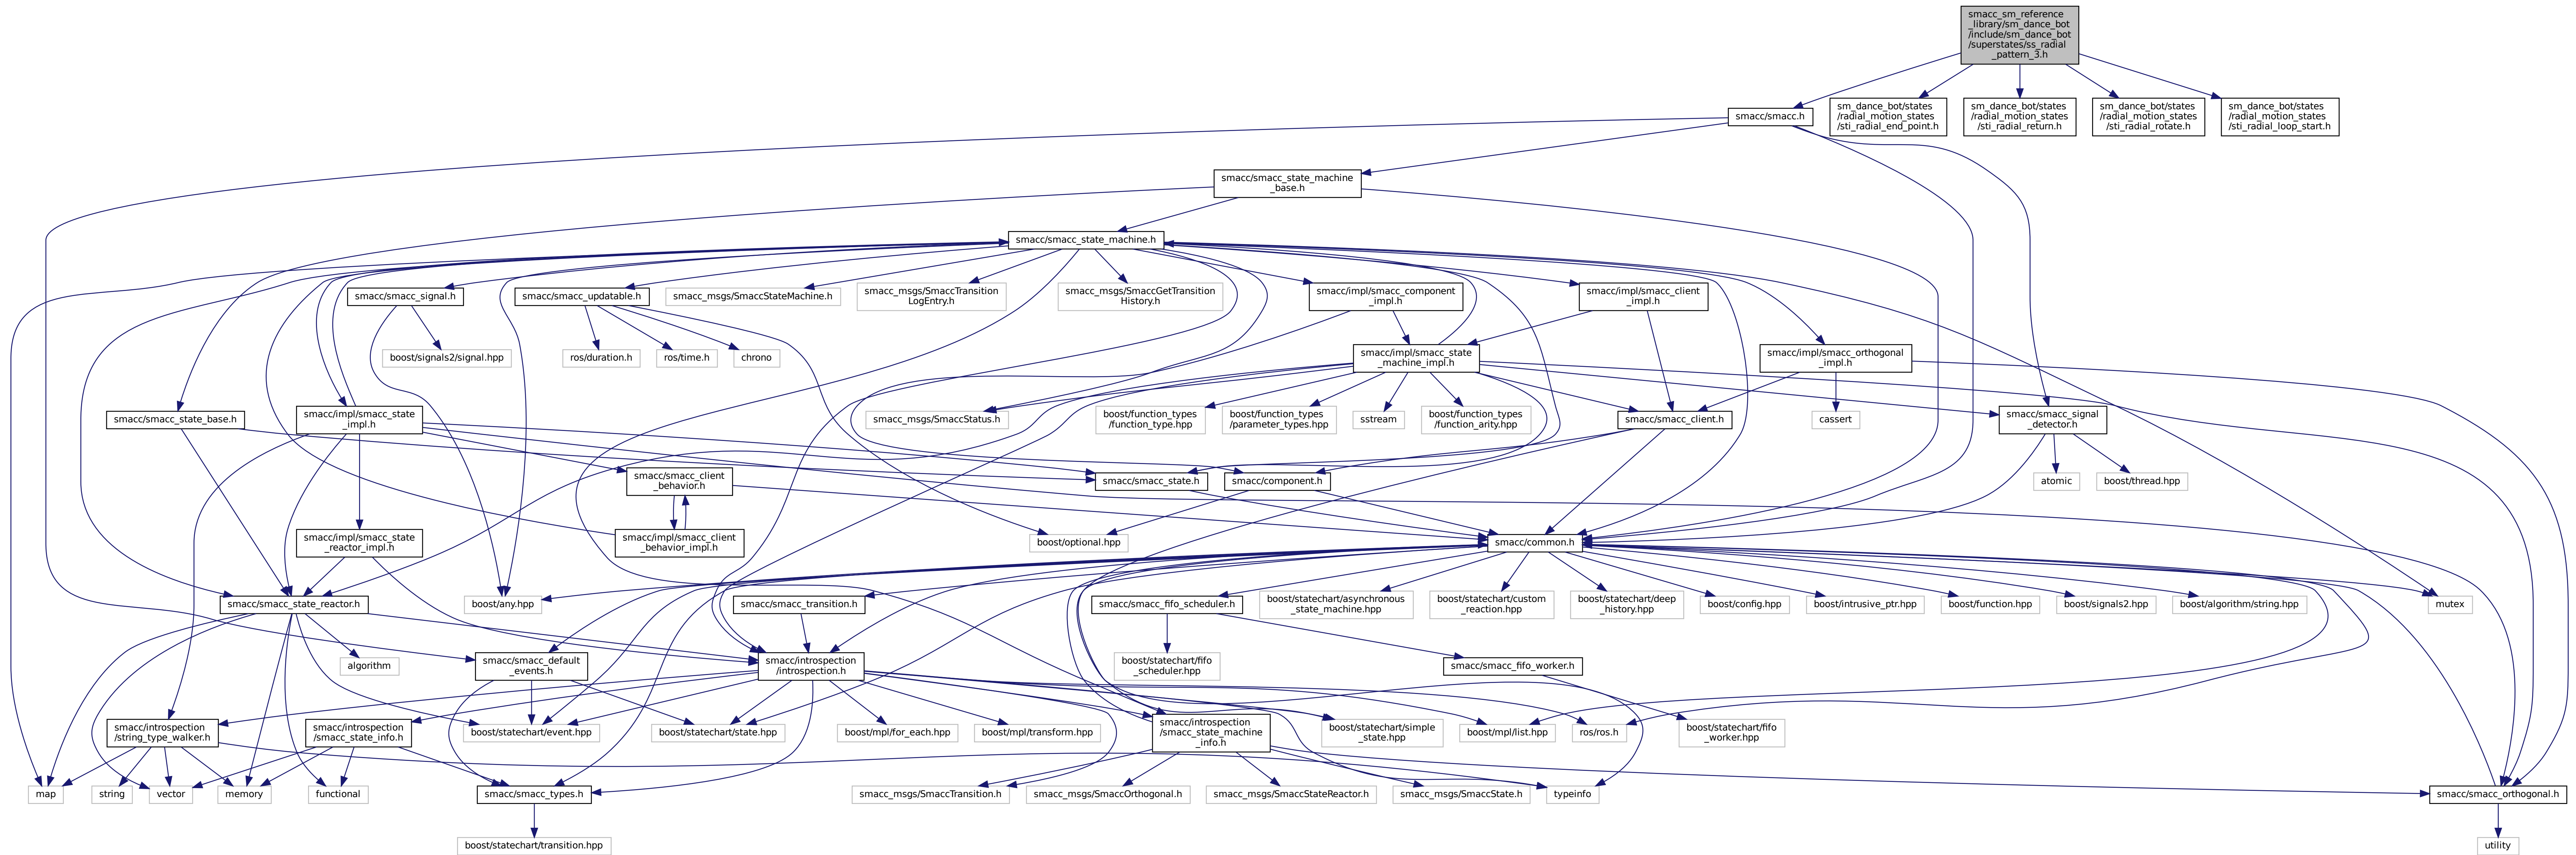 smacc_sm_reference
_library/sm_dance_bot
/include/sm_dance_bot
/superstates/ss_radial
_pattern_3.h
smacc/smacc.h
sm_dance_bot/states
/radial_motion_states
/sti_radial_end_point.h
sm_dance_bot/states
/radial_motion_states
/sti_radial_return.h
sm_dance_bot/states
/radial_motion_states
/sti_radial_rotate.h
sm_dance_bot/states
/radial_motion_states
/sti_radial_loop_start.h
smacc/smacc_state_machine
_base.h
smacc/smacc_state_machine.h
smacc/smacc_signal.h
smacc/smacc_updatable.h
smacc_msgs/SmaccStateMachine.h
smacc_msgs/SmaccTransition
LogEntry.h
smacc_msgs/SmaccGetTransition
History.h
smacc/impl/smacc_component
_impl.h
smacc/impl/smacc_client
_impl.h
boost/signals2/signal.hpp
ros/duration.h
ros/time.h
chrono
smacc/impl/smacc_state
_machine_impl.h
smacc/impl/smacc_orthogonal
_impl.h
smacc/smacc_state_base.h
smacc/impl/smacc_state
_impl.h
smacc_msgs/SmaccStatus.h
boost/function_types
/function_type.hpp
boost/function_types
/parameter_types.hpp
sstream
boost/function_types
/function_arity.hpp
smacc/smacc_client.h
cassert
smacc/smacc_signal
_detector.h
smacc/smacc_client
_behavior.h
smacc/smacc_state.h
smacc/component.h
atomic
boost/thread.hpp
smacc/impl/smacc_state
_reactor_impl.h
smacc/impl/smacc_client
_behavior_impl.h
boost/optional.hpp
smacc/common.h
smacc/smacc_state_reactor.h
boost/any.hpp
smacc/smacc_transition.h
smacc/smacc_fifo_scheduler.h
boost/statechart/asynchronous
_state_machine.hpp
boost/statechart/custom
_reaction.hpp
boost/statechart/deep
_history.hpp
boost/config.hpp
boost/intrusive_ptr.hpp
boost/function.hpp
boost/signals2.hpp
boost/algorithm/string.hpp
mutex
algorithm
smacc/smacc_default
_events.h
smacc/introspection
/introspection.h
boost/statechart/fifo
_scheduler.hpp
smacc/smacc_fifo_worker.h
smacc/introspection
/string_type_walker.h
smacc/introspection
/smacc_state_info.h
boost/statechart/event.hpp
boost/statechart/state.hpp
boost/mpl/for_each.hpp
boost/mpl/transform.hpp
smacc/introspection
/smacc_state_machine
_info.h
boost/statechart/simple
_state.hpp
boost/mpl/list.hpp
ros/ros.h
boost/statechart/fifo
_worker.hpp
map
string
vector
memory
functional
smacc/smacc_types.h
smacc_msgs/SmaccTransition.h
smacc_msgs/SmaccOrthogonal.h
smacc_msgs/SmaccStateReactor.h
smacc_msgs/SmaccState.h
typeinfo
smacc/smacc_orthogonal.h
boost/statechart/transition.hpp
utility